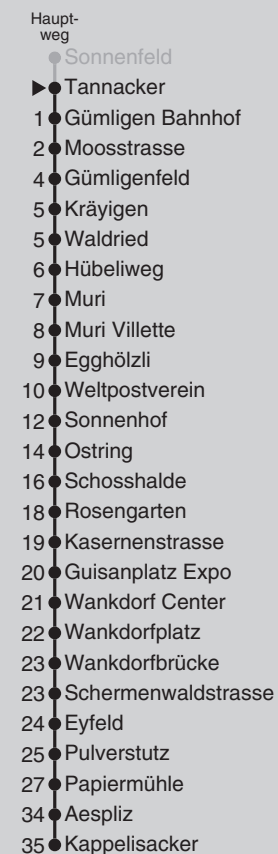 Haupt-
weg
Sonnenfeld
Tannacker
1 Gümligen Bahnhof
2 Moosstrasse
4 Gümligenfeld
5 Kräyigen
5 Waldried
6 Hübeliweg
7 Muri
8 Muri Villette
9 Egghölzli
10 Weltpostverein
12 Sonnenhof
14 Ostring
16 Schosshalde
18 Rosengarten
19 Kasernenstrasse
20 Guisanplatz Expo
21 Wankdorf Center
22 Wankdorfplatz
23 Wankdorfbrücke
23 Schermenwaldstrasse
24 Eyfeld
25 Pulverstutz
27 Papiermühle
34 Aespliz
35 Kappelisacker